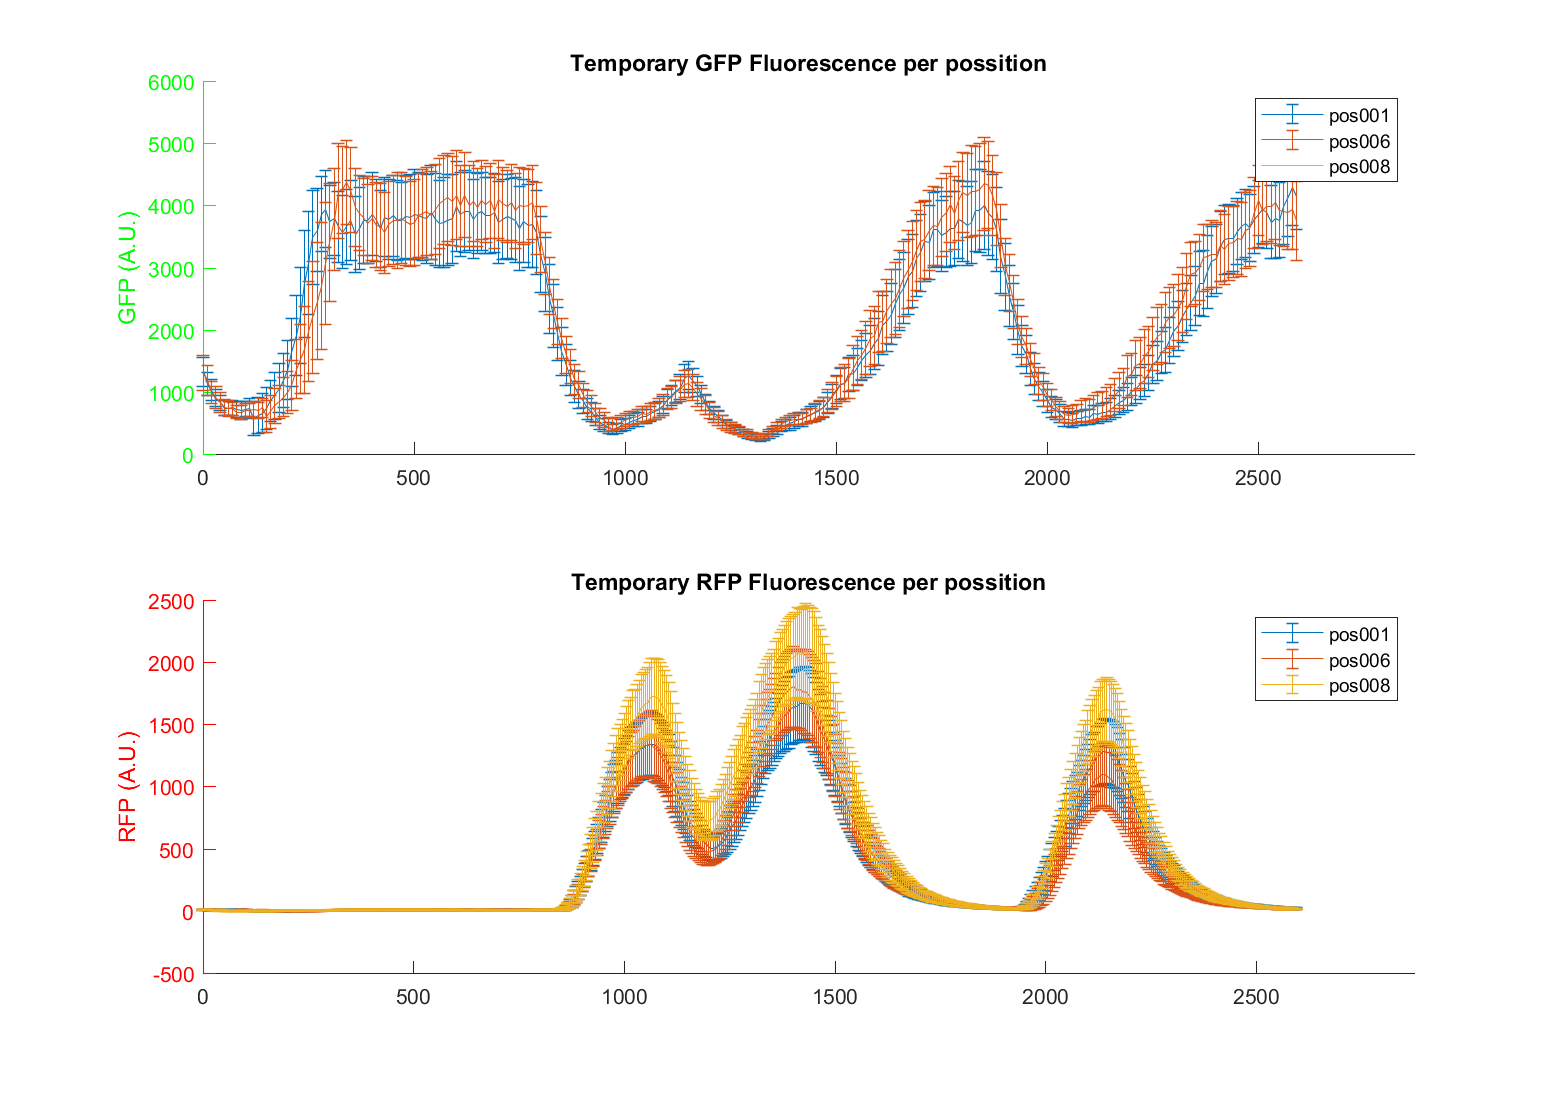 Temporary GFP Fluorescence per possition
6000
5000
4000
3000
2000
1000
0
GFP (A.U.)
0 500 1000 1500 2000 2500
pos001
pos006
pos008
Temporary RFP Fluorescence per possition
2500
2000
1500
1000
500
0
-500
RFP (A.U.)
0 500 1000 1500 2000 2500
pos001
pos006
pos008